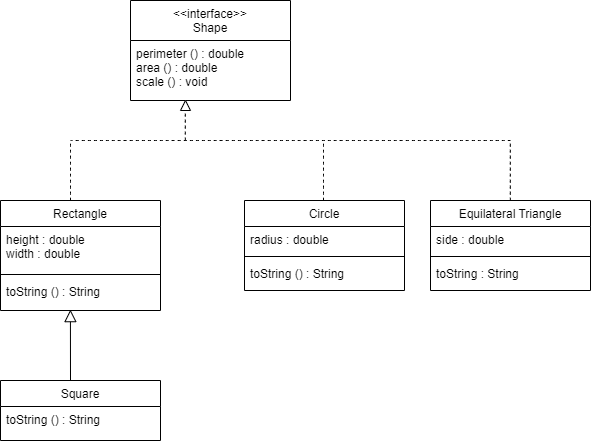 <<interface>>
Shape
perimeter () : double
area () : double
scale () : void
Rectangle
height : double
width : double
toString () : String
Circle
radius : double
toString () : String
Equilateral Triangle
side : double
toString : String
Square
toString () : String